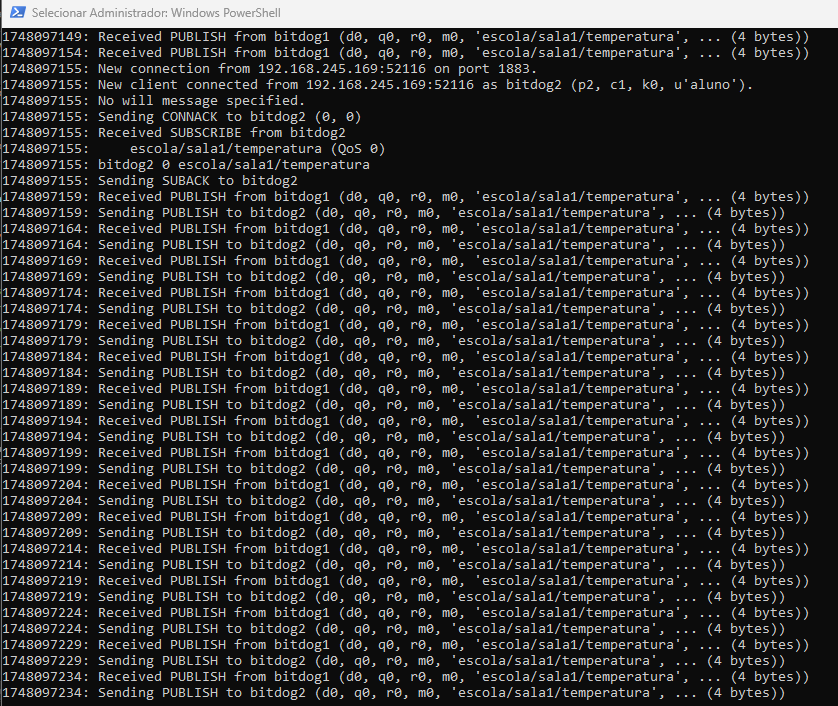 Selecionar Administrador: Windows PowerShell
1748097149: Received PUBLISH from bitdog1 (d0, q0, r0, m0, 'escola/sala1/temperatura', ... (4 bytes))
1748097154: Received PUBLISH from bitdog1 (d0, q0, r0, m0, 'escola/sala1/temperatura', ... (4 bytes))
1748097155: New connection from 192.168.245.169:52116 on port 1883.
1748097155: New client connected from 192.168.245.169:52116 as bitdog2 (p2, c1, k0, u'aluno').
1748097155: No will message specified.
1748097155: Sending CONNACK to bitdog2 (0, 0)
1748097155: Received SUBSCRIBE from bitdog2
1748097155:     escola/sala1/temperatura (QoS 0)
1748097155: bitdog2 0 escola/sala1/temperatura
1748097155: Sending SUBACK to bitdog2
1748097159: Received PUBLISH from bitdog1 (d0, q0, r0, m0, 'escola/sala1/temperatura', ... (4 bytes))
1748097159: Sending PUBLISH to bitdog2 (d0, q0, r0, m0, 'escola/sala1/temperatura', ... (4 bytes))
1748097164: Received PUBLISH from bitdog1 (d0, q0, r0, m0, 'escola/sala1/temperatura', ... (4 bytes))
1748097164: Sending PUBLISH to bitdog2 (d0, q0, r0, m0, 'escola/sala1/temperatura', ... (4 bytes))
1748097169: Received PUBLISH from bitdog1 (d0, q0, r0, m0, 'escola/sala1/temperatura', ... (4 bytes))
1748097169: Sending PUBLISH to bitdog2 (d0, q0, r0, m0, 'escola/sala1/temperatura', ... (4 bytes))
1748097174: Received PUBLISH from bitdog1 (d0, q0, r0, m0, 'escola/sala1/temperatura', ... (4 bytes))
1748097174: Sending PUBLISH to bitdog2 (d0, q0, r0, m0, 'escola/sala1/temperatura', ... (4 bytes))
1748097179: Received PUBLISH from bitdog1 (d0, q0, r0, m0, 'escola/sala1/temperatura', ... (4 bytes))
1748097179: Sending PUBLISH to bitdog2 (d0, q0, r0, m0, 'escola/sala1/temperatura', ... (4 bytes))
1748097184: Received PUBLISH from bitdog1 (d0, q0, r0, m0, 'escola/sala1/temperatura', ... (4 bytes))
1748097184: Sending PUBLISH to bitdog2 (d0, q0, r0, m0, 'escola/sala1/temperatura', ... (4 bytes))
1748097189: Received PUBLISH from bitdog1 (d0, q0, r0, m0, 'escola/sala1/temperatura', ... (4 bytes))
1748097189: Sending PUBLISH to bitdog2 (d0, q0, r0, m0, 'escola/sala1/temperatura', ... (4 bytes))
1748097194: Received PUBLISH from bitdog1 (d0, q0, r0, m0, 'escola/sala1/temperatura', ... (4 bytes))
1748097194: Sending PUBLISH to bitdog2 (d0, q0, r0, m0, 'escola/sala1/temperatura', ... (4 bytes))
1748097199: Received PUBLISH from bitdog1 (d0, q0, r0, m0, 'escola/sala1/temperatura', ... (4 bytes))
1748097199: Sending PUBLISH to bitdog2 (d0, q0, r0, m0, 'escola/sala1/temperatura', ... (4 bytes))
1748097204: Received PUBLISH from bitdog1 (d0, q0, r0, m0, 'escola/sala1/temperatura', ... (4 bytes))
1748097204: Sending PUBLISH to bitdog2 (d0, q0, r0, m0, 'escola/sala1/temperatura', ... (4 bytes))
1748097209: Received PUBLISH from bitdog1 (d0, q0, r0, m0, 'escola/sala1/temperatura', ... (4 bytes))
1748097209: Sending PUBLISH to bitdog2 (d0, q0, r0, m0, 'escola/sala1/temperatura', ... (4 bytes))
1748097214: Received PUBLISH from bitdog1 (d0, q0, r0, m0, 'escola/sala1/temperatura', ... (4 bytes))
1748097214: Sending PUBLISH to bitdog2 (d0, q0, r0, m0, 'escola/sala1/temperatura', ... (4 bytes))
1748097219: Received PUBLISH from bitdog1 (d0, q0, r0, m0, 'escola/sala1/temperatura', ... (4 bytes))
1748097219: Sending PUBLISH to bitdog2 (d0, q0, r0, m0, 'escola/sala1/temperatura', ... (4 bytes))
1748097224: Received PUBLISH from bitdog1 (d0, q0, r0, m0, 'escola/sala1/temperatura', ... (4 bytes))
1748097224: Sending PUBLISH to bitdog2 (d0, q0, r0, m0, 'escola/sala1/temperatura', ... (4 bytes))
1748097229: Received PUBLISH from bitdog1 (d0, q0, r0, m0, 'escola/sala1/temperatura', ... (4 bytes))
1748097229: Sending PUBLISH to bitdog2 (d0, q0, r0, m0, 'escola/sala1/temperatura', ... (4 bytes))
1748097234: Received PUBLISH from bitdog1 (d0, q0, r0, m0, 'escola/sala1/temperatura', ... (4 bytes))
1748097234: Sending PUBLISH to bitdog2 (d0, q0, r0, m0, 'escola/sala1/temperatura', ... (4 bytes))